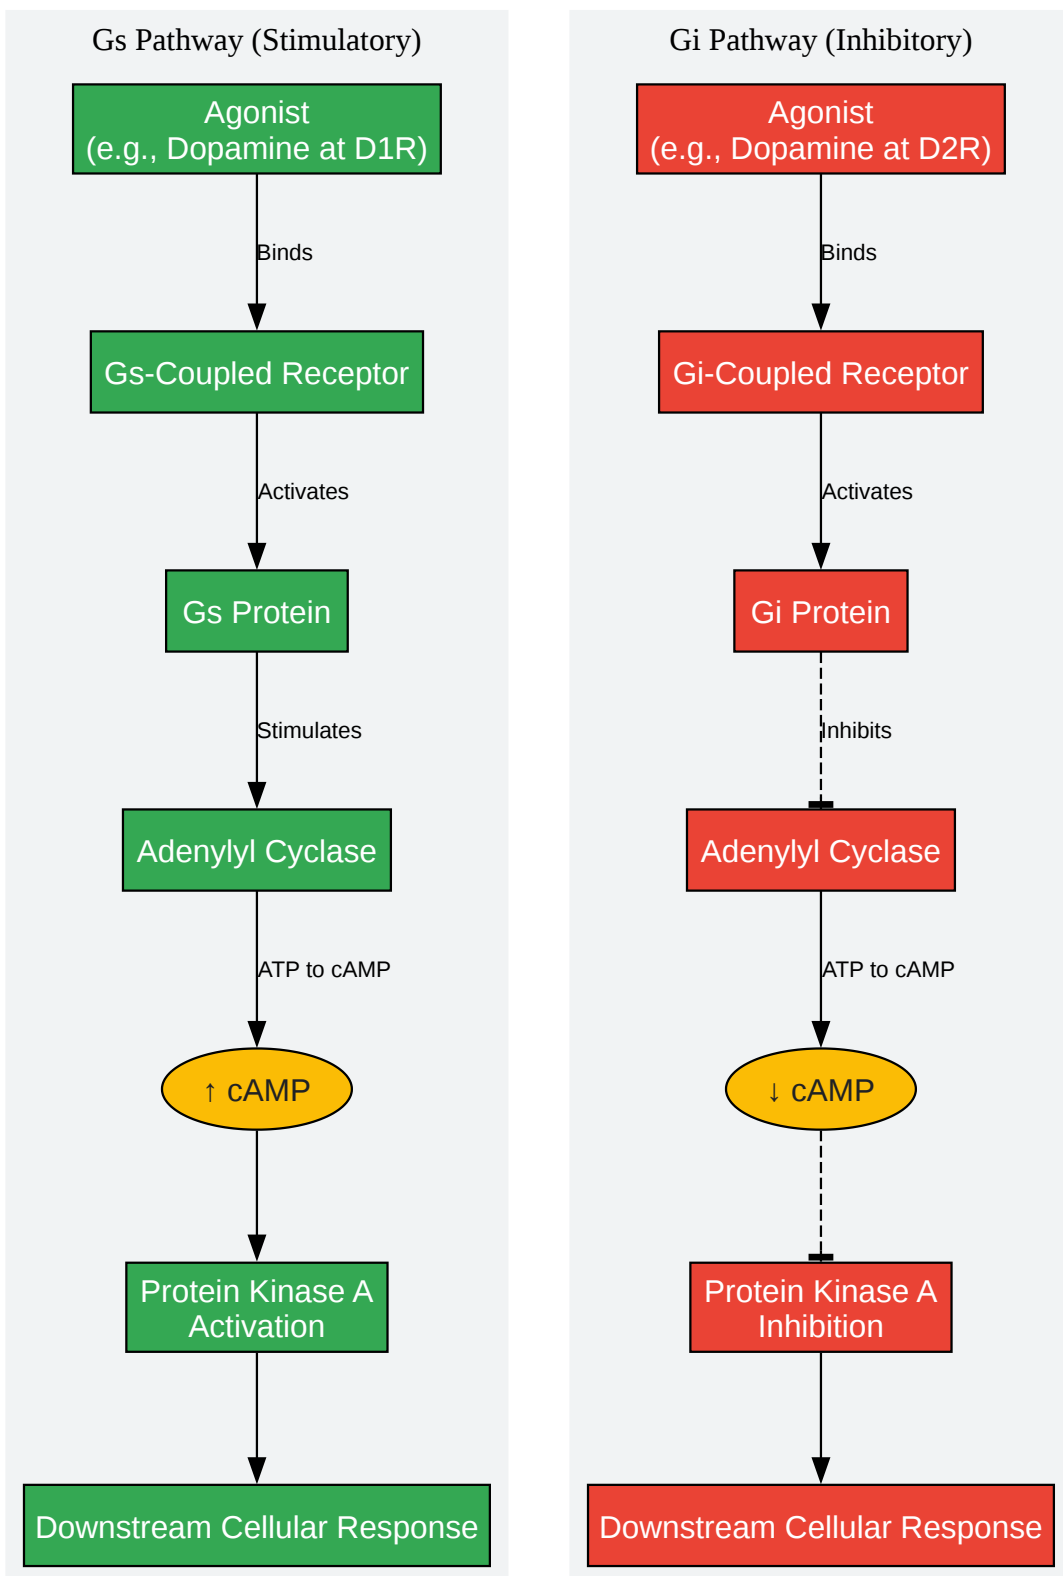 Gs Pathway (Stimulatory)
Agonist
(e.g., Dopamine at D1R)
Binds
Gs-Coupled Receptor
Activates
Gs Protein
Stimulates
Adenylyl Cyclase
ATP to cAMP
↑ cAMP
Protein Kinase A
Activation
Downstream Cellular Response
Gi Pathway (Inhibitory)
Agonist
(e.g., Dopamine at D2R)
Binds
Gi-Coupled Receptor
Activates
Gi Protein
Inhibits
Adenylyl Cyclase
ATP to cAMP
↓ cAMP
Protein Kinase A
Inhibition
Downstream Cellular Response